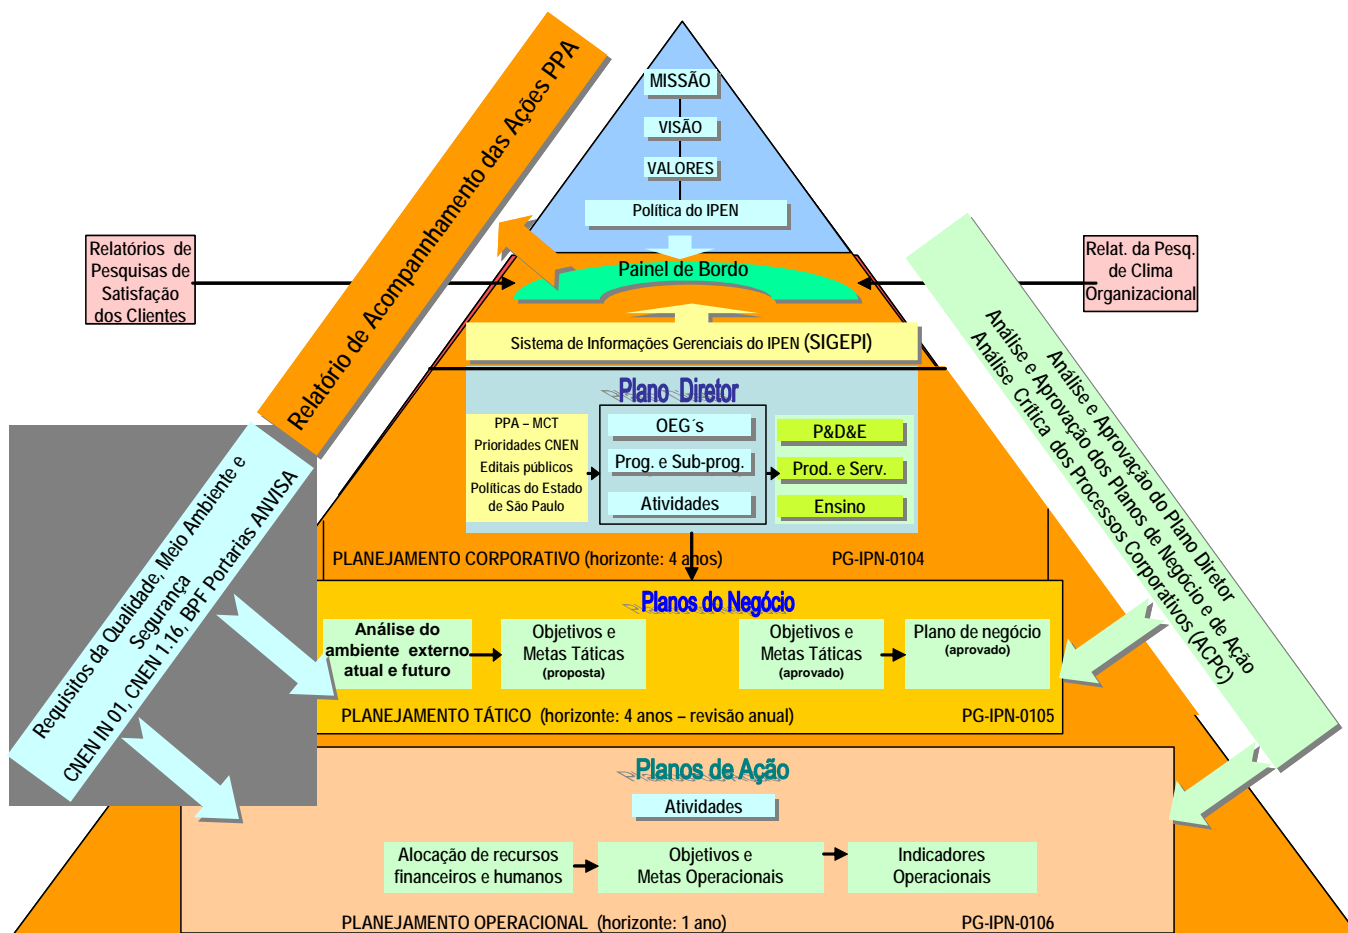 MISSÃO
VISÃO
VALORES
Política do IPEN
Painel de Bordo
Relatórios de
Pesquisas de
Satisfação
dos Clientes
Relat. da Pesq.
de Clima
Organizacional
Relatório de Acompannhamento das Ações PPA
Sistema de Informações Gerenciais do IPEN (SIGEPI)
Plano Diretor
PPA – MCT
Prioridades CNEN
Editais públicos
Políticas do Estado
de São Paulo
OEG´s
Prog. e Sub-prog.
Atividades
P&D&E
Prod. e Serv.
Ensino
PLANEJAMENTO CORPORATIVO (horizonte: 4 anos)
PG-IPN-0104
Análise e Aprovação do Plano Diretor
Análise e Aprovação dos Planos de Negócio e de Ação
Análise Crítica dos Processos Corporativos (ACPC)
Requisitos da Qualidade, Meio Ambiente e
Segurança
CNEN IN 01, CNEN 1.16, BPF Portarias ANVISA
Planos do Negócio
Análise do
ambiente externo
atual e futuro
Objetivos e
Metas Táticas
(proposta)
Objetivos e
Metas Táticas
(aprovado)
Plano de negócio
(aprovado)
PLANEJAMENTO TÁTICO (horizonte: 4 anos – revisão anual)
PG-IPN-0105
Planos de Ação
Atividades
Alocação de recursos
financeiros e humanos
Objetivos e
Metas Operacionais
Indicadores
Operacionais
PLANEJAMENTO OPERACIONAL (horizonte: 1 ano)
PG-IPN-0106